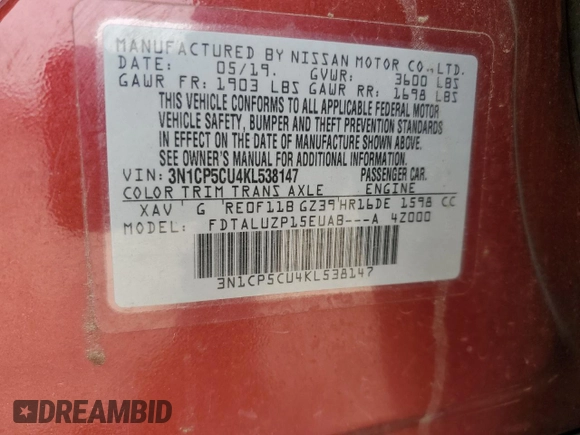 MANUFACTURED BY NISSAN MOTOR CO.,LTD.
DATE: 05/19. GVWR: 3600 LBS
GAWR FR: 1903 LBS GAWR RR: 1698 LBS
THIS VEHICLE CONFORMS TO ALL APPLICABLE FEDERAL MOTOR
VEHICLE SAFETY, BUMPER AND THEFT PREVENTION STANDARDS
IN EFFECT ON THE DATE OF MANUFACTURE SHOWN ABOVE.
SEE OWNER'S MANUAL FOR ADDITIONAL INFORMATION.
VIN: 3N1CP5CU4KL538147 PASSENGER CAR.
COLOR TRIM TRANS AXLE ENGINE
XAV G RE0F11B GZ39 HR16DE 1598 CC
MODEL: FDTALUZP15EUAB---A 4Z000
3N1CP5CU4KL538147
DREAMBID